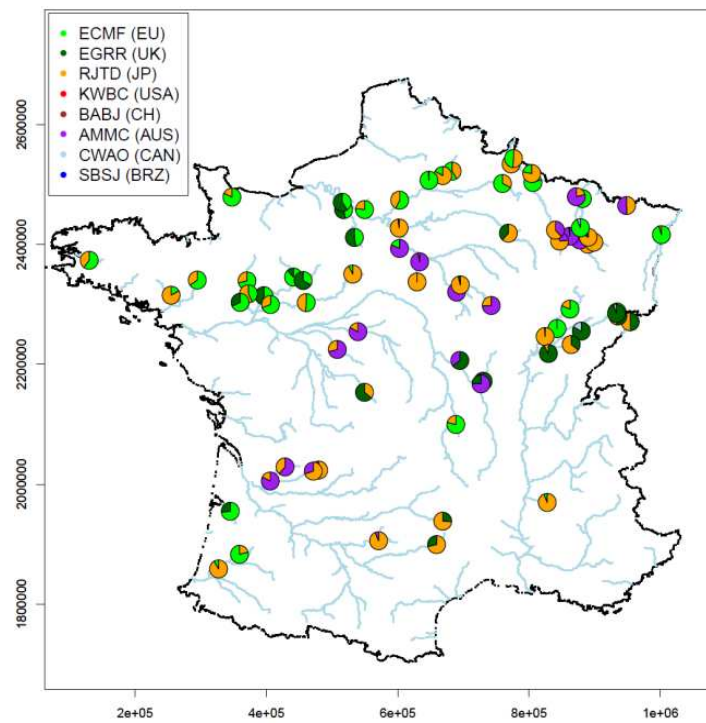 ECMF (EU)
EGRR (UK)
RJTD (JP)
KWBC (USA)
BABJ (CH)
AMMC (AUS)
CWAO (CAN)
SBSJ (BRZ)
2600000
2400000
2200000
2000000
1800000
2e+05 4e+05 6e+05 8e+05 1e+06